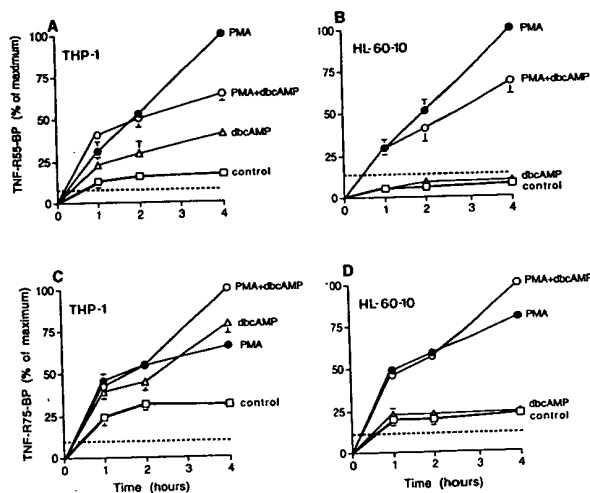 A
THP-1
TNF-R55-BP (% of maximum)
100
75
50
25
0
PMA
PMA+dbcAMP
dbcAMP
control
0 1 2 3 4
B
HL-60-10
100
75
50
25
0
PMA
PMA+dbcAMP
dbcAMP
control
0 1 2 3 4
C
THP-1
TNF-R75-BP (% of maximum)
100
75
50
25
0
PMA+dbcAMP
dbcAMP
PMA
control
0 1 2 3 4
Time (hours)
D
HL-60-10
100
75
50
25
0
PMA+dbcAMP
PMA
dbcAMP
control
0 1 2 3 4
Time (hours)